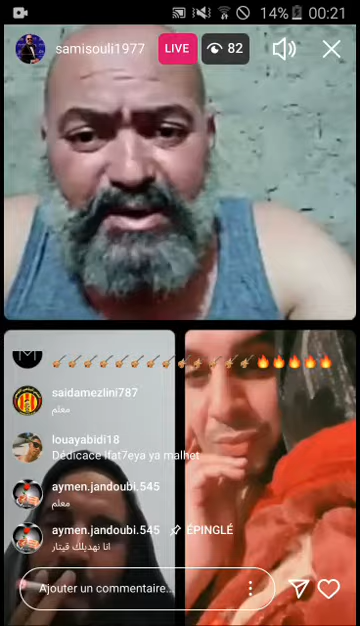 14% 00:21
samisouli1977 LIVE 82
saidamezlini787
معلم
louayabidi18
Dédicace lfat7eya ya malhet
aymen.jandoubi.545
معلم
aymen.jandoubi.545 ÉPINGLÉ
انا نهديلك قيتار
Ajouter un commentaire...